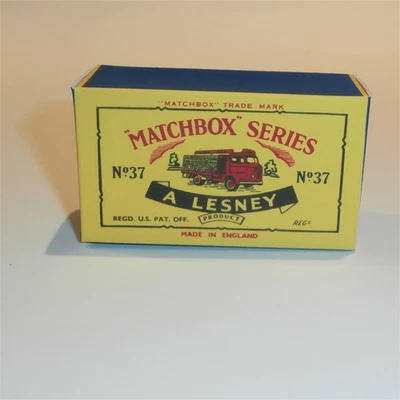 "MATCHBOX" TRADE MARK
"MATCHBOX" SERIES
Nº37 Nº37
A LESNEY
PRODUCT
REGD. U.S. PAT. OFF. REGD
MADE IN ENGLAND